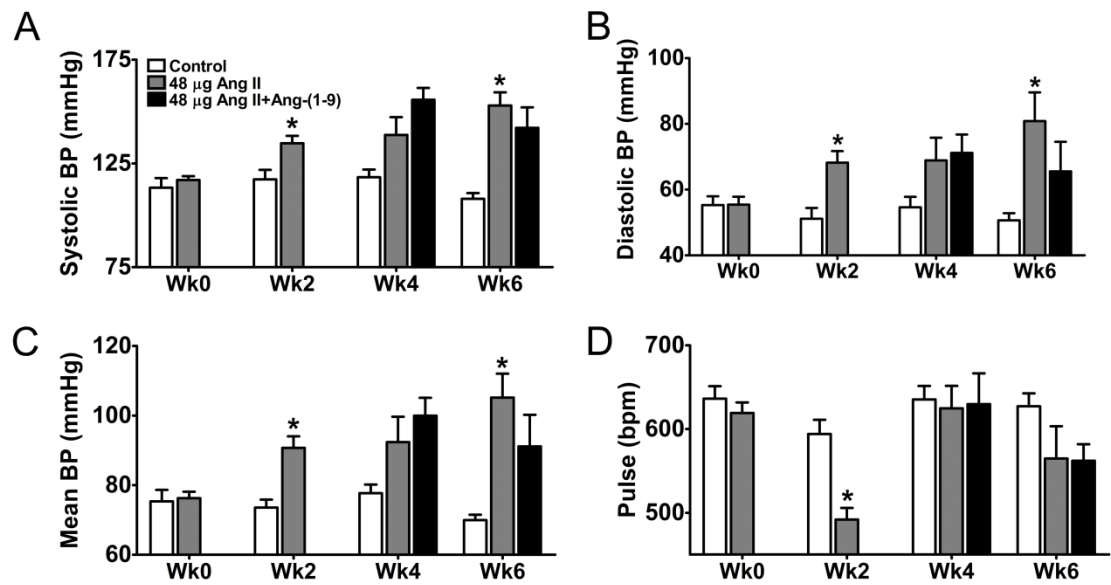 A
Systolic BP (mmHg)
175
125
75
Control
48 μg Ang II
48 μg Ang II+Ang-(1-9)
*
*
Wk0 Wk2 Wk4 Wk6
B
Diastolic BP (mmHg)
100
80
60
40
*
*
Wk0 Wk2 Wk4 Wk6
C
Mean BP (mmHg)
120
100
80
60
*
*
Wk0 Wk2 Wk4 Wk6
D
Pulse (bpm)
700
600
500
*
Wk0 Wk2 Wk4 Wk6